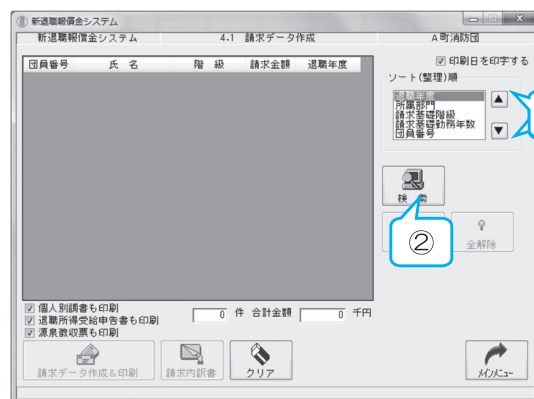 新退職報償金システム
新退職報償金システム 4.1 請求データ作成 A町消防団
団員番号 氏 名 階 級 請求金額 退職年度
印刷日を印字する
ソート(整理)順
退職年度
所属部門
請求基礎階級
請求基礎勤務年数
団員番号
▲
▼
検 索
②
全解除
個人別調書も印刷
退職所得受給申告書も印刷
源泉徴収票も印刷
0 件 合計金額 0 千円
請求データ作成&印刷
請求内訳書
クリア
メインメニュー